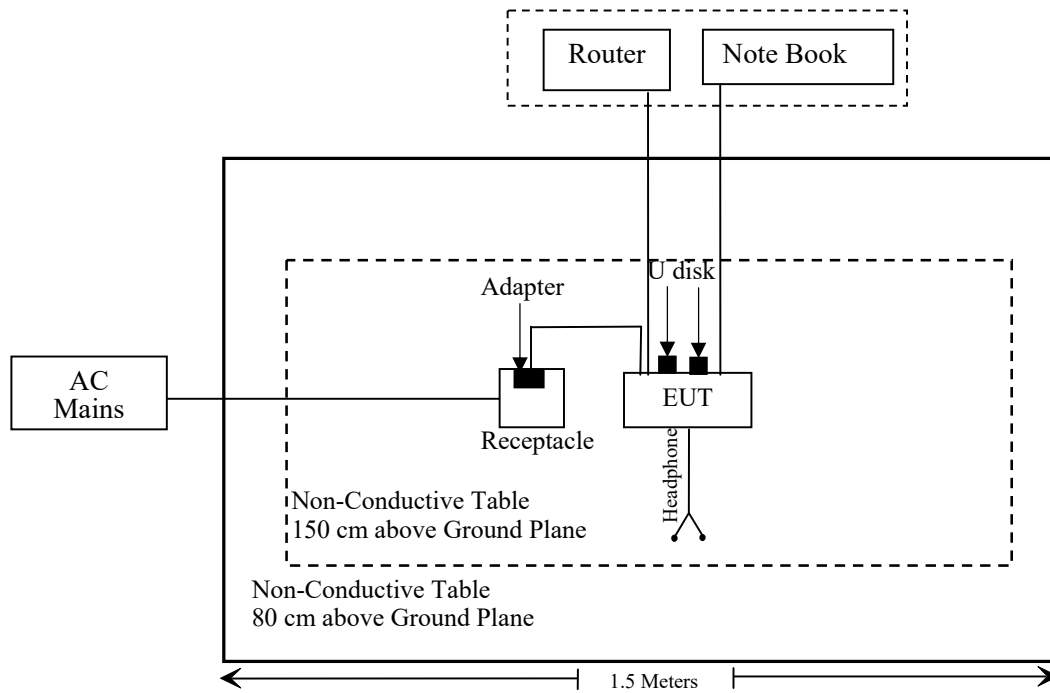 Router
Note Book
U disk
Adapter
AC
Mains
EUT
Receptacle
Headphone
Non-Conductive Table
150 cm above Ground Plane
Non-Conductive Table
80 cm above Ground Plane
1.5 Meters